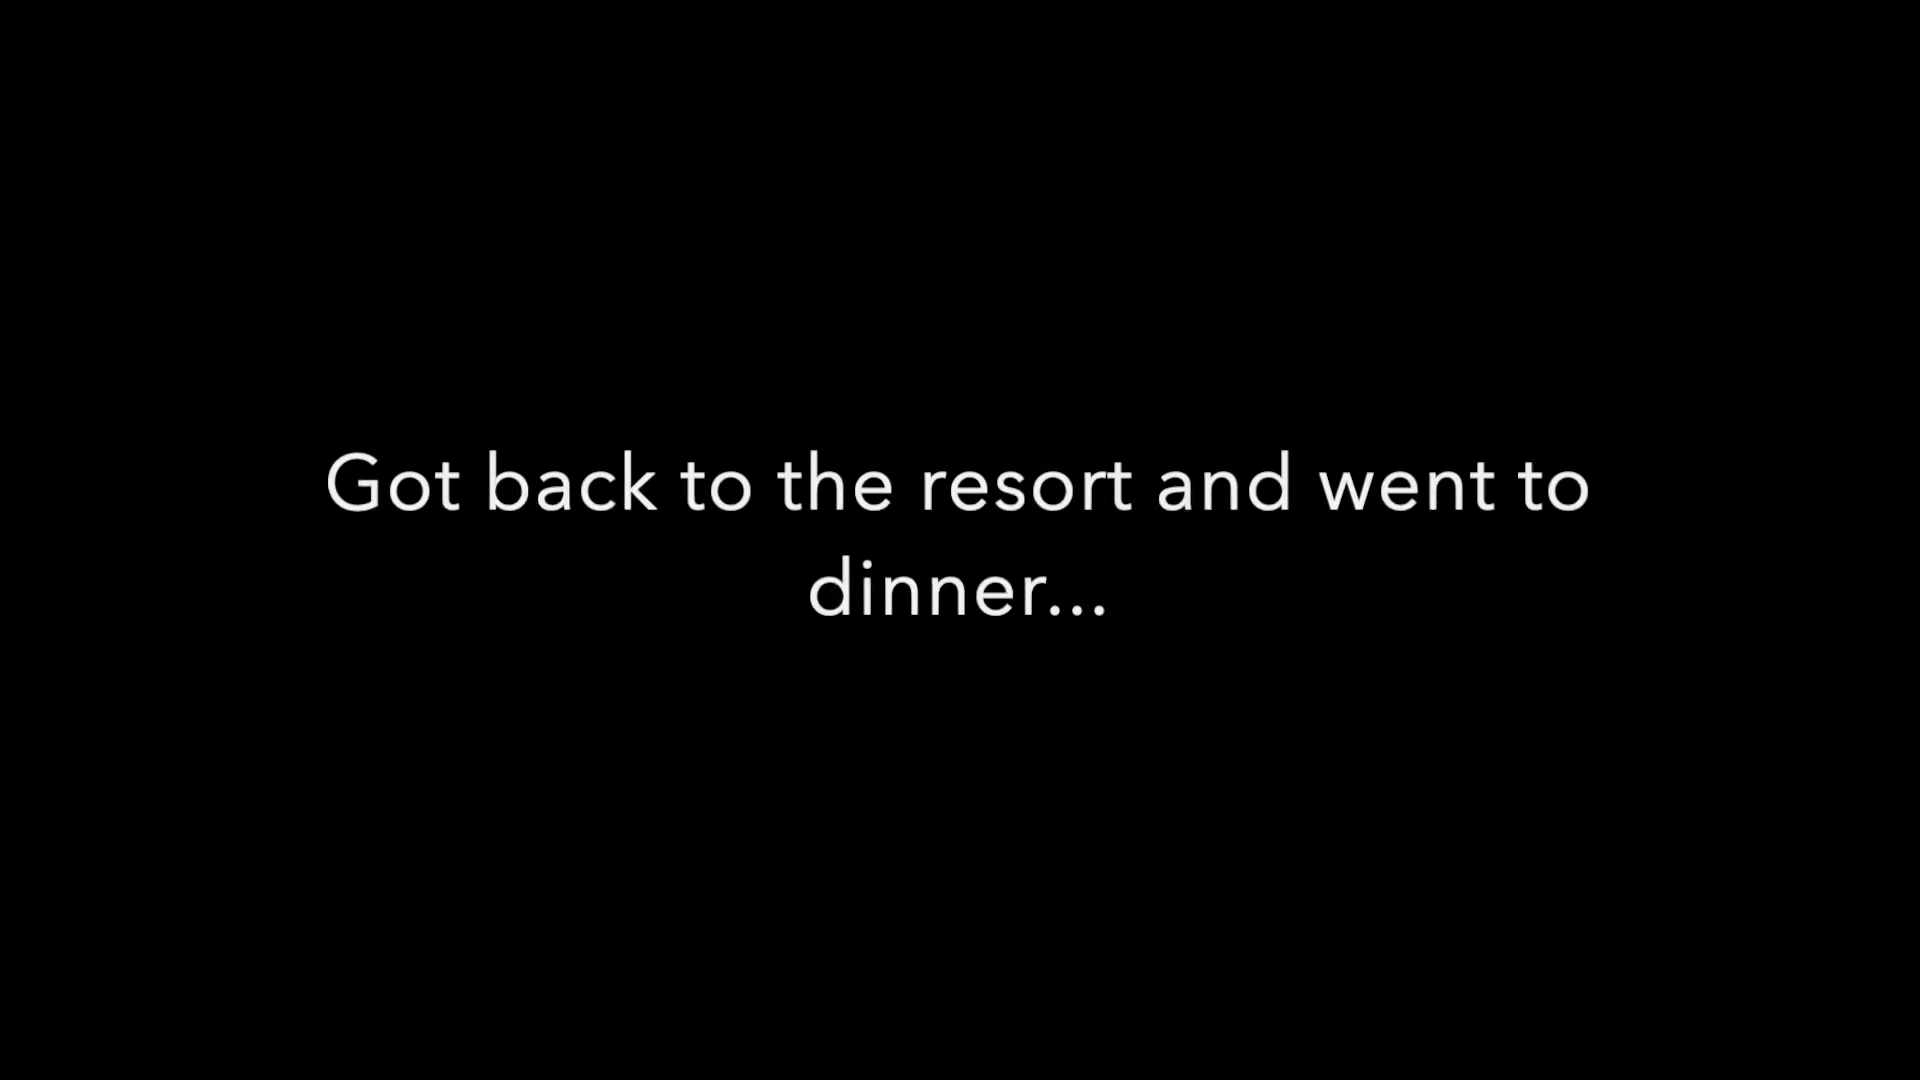 Got back to the resort and went to
dinner...